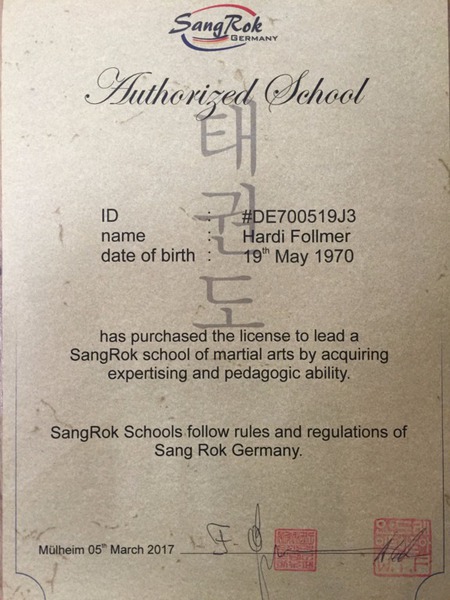 SangRok
GERMANY
Authorized School
태권도
ID : #DE700519J3
name : Hardi Follmer
date of birth : 19th May 1970
has purchased the license to lead a
SangRok school of martial arts by acquiring
expertising and pedagogic ability.
SangRok Schools follow rules and regulations of
Sang Rok Germany.
Mülheim 05th March 2017